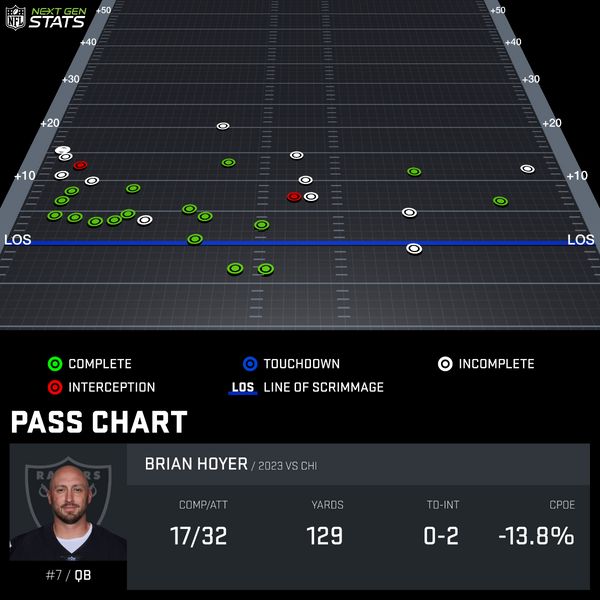 NFL NEXT GEN STATS
+50 +50
+40 +40
+30 +30
+20 +20
+10 +10
LOS LOS
COMPLETE TOUCHDOWN INCOMPLETE
INTERCEPTION LOS LINE OF SCRIMMAGE
PASS CHART
BRIAN HOYER / 2023 VS CHI
COMP/ATT YARDS TD-INT CPOE
17/32 129 0-2 -13.8%
RAIDERS
#7 / QB